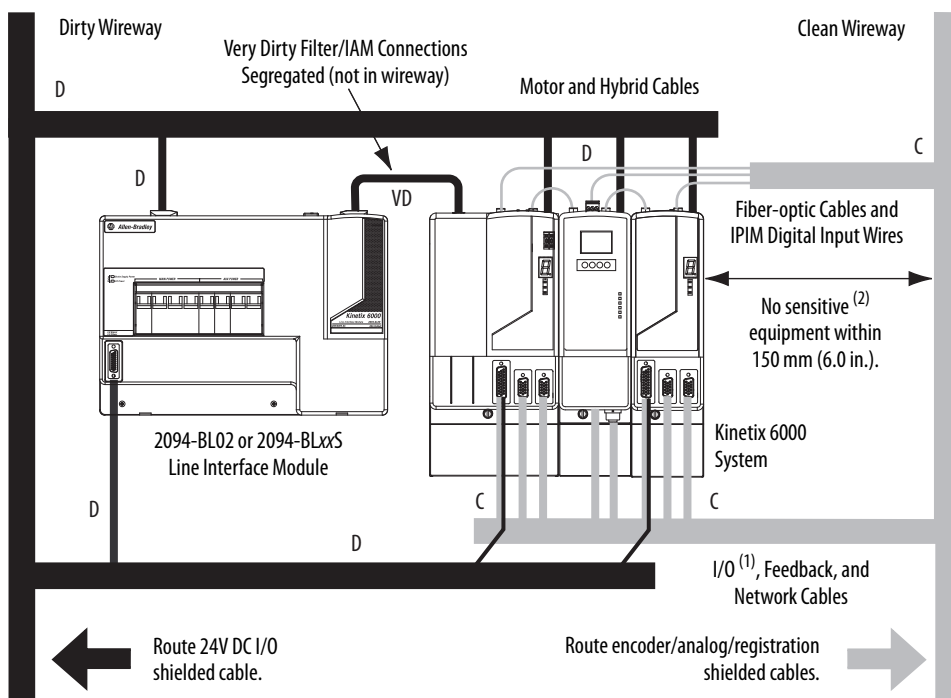 Dirty Wireway
Clean Wireway
Very Dirty Filter/IAM Connections
Segregated (not in wireway)
D
Motor and Hybrid Cables
D
D
C
VD
Fiber-optic Cables and
IPIM Digital Input Wires
Allen-Bradley
Kinetix 6000
No sensitive (2)
equipment within
150 mm (6.0 in.).
2094-BL02 or 2094-BLxxS
Line Interface Module
Kinetix 6000
System
D
C
C
D
I/O (1), Feedback, and
Network Cables
Route 24V DC I/O
shielded cable.
Route encoder/analog/registration
shielded cables.